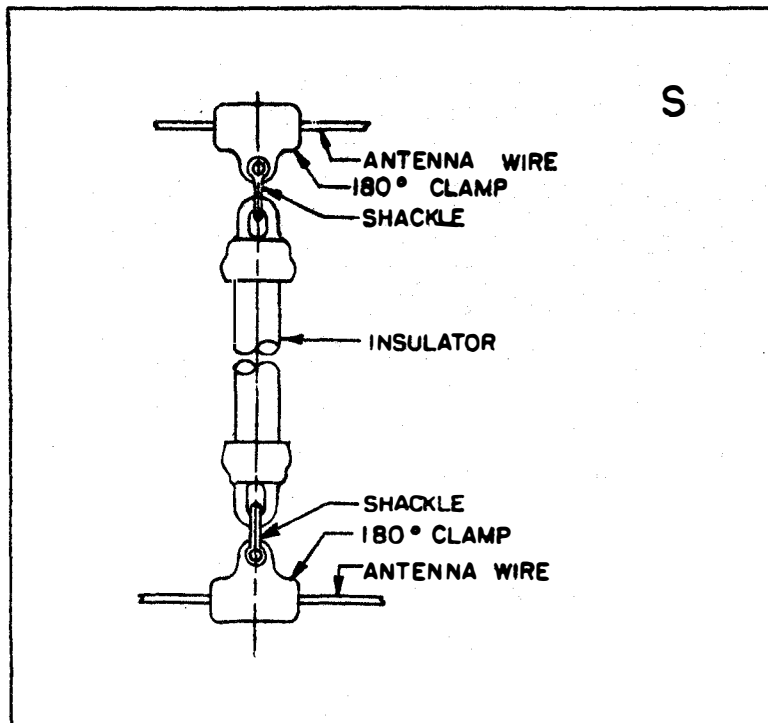 S
ANTENNA WIRE
180° CLAMP
SHACKLE
INSULATOR
SHACKLE
180° CLAMP
ANTENNA WIRE